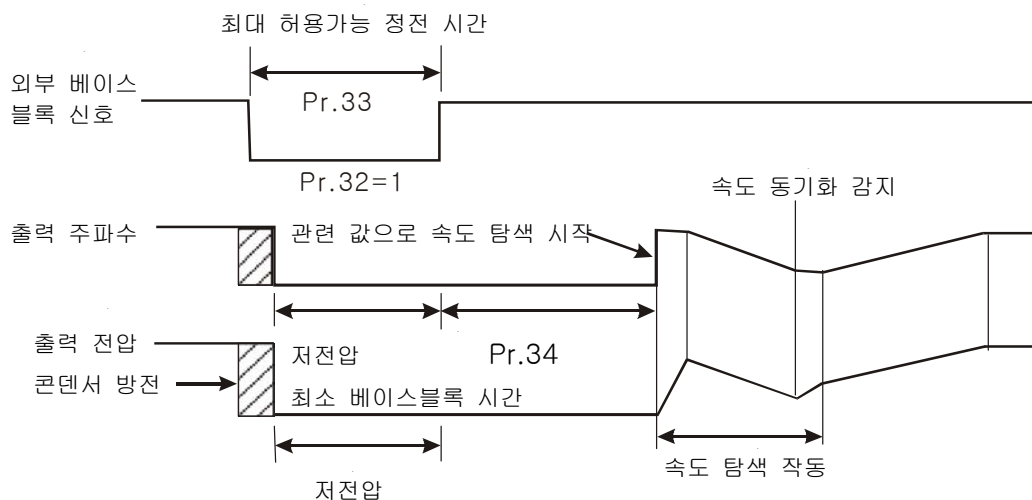 최대 허용가능 정전 시간
외부 베이스
블록 신호
Pr.33
Pr.32=1
속도 동기화 감지
출력 주파수
관련 값으로 속도 탐색 시작
출력 전압
저전압
Pr.34
콘덴서 방전
최소 베이스블록 시간
속도 탐색 작동
저전압